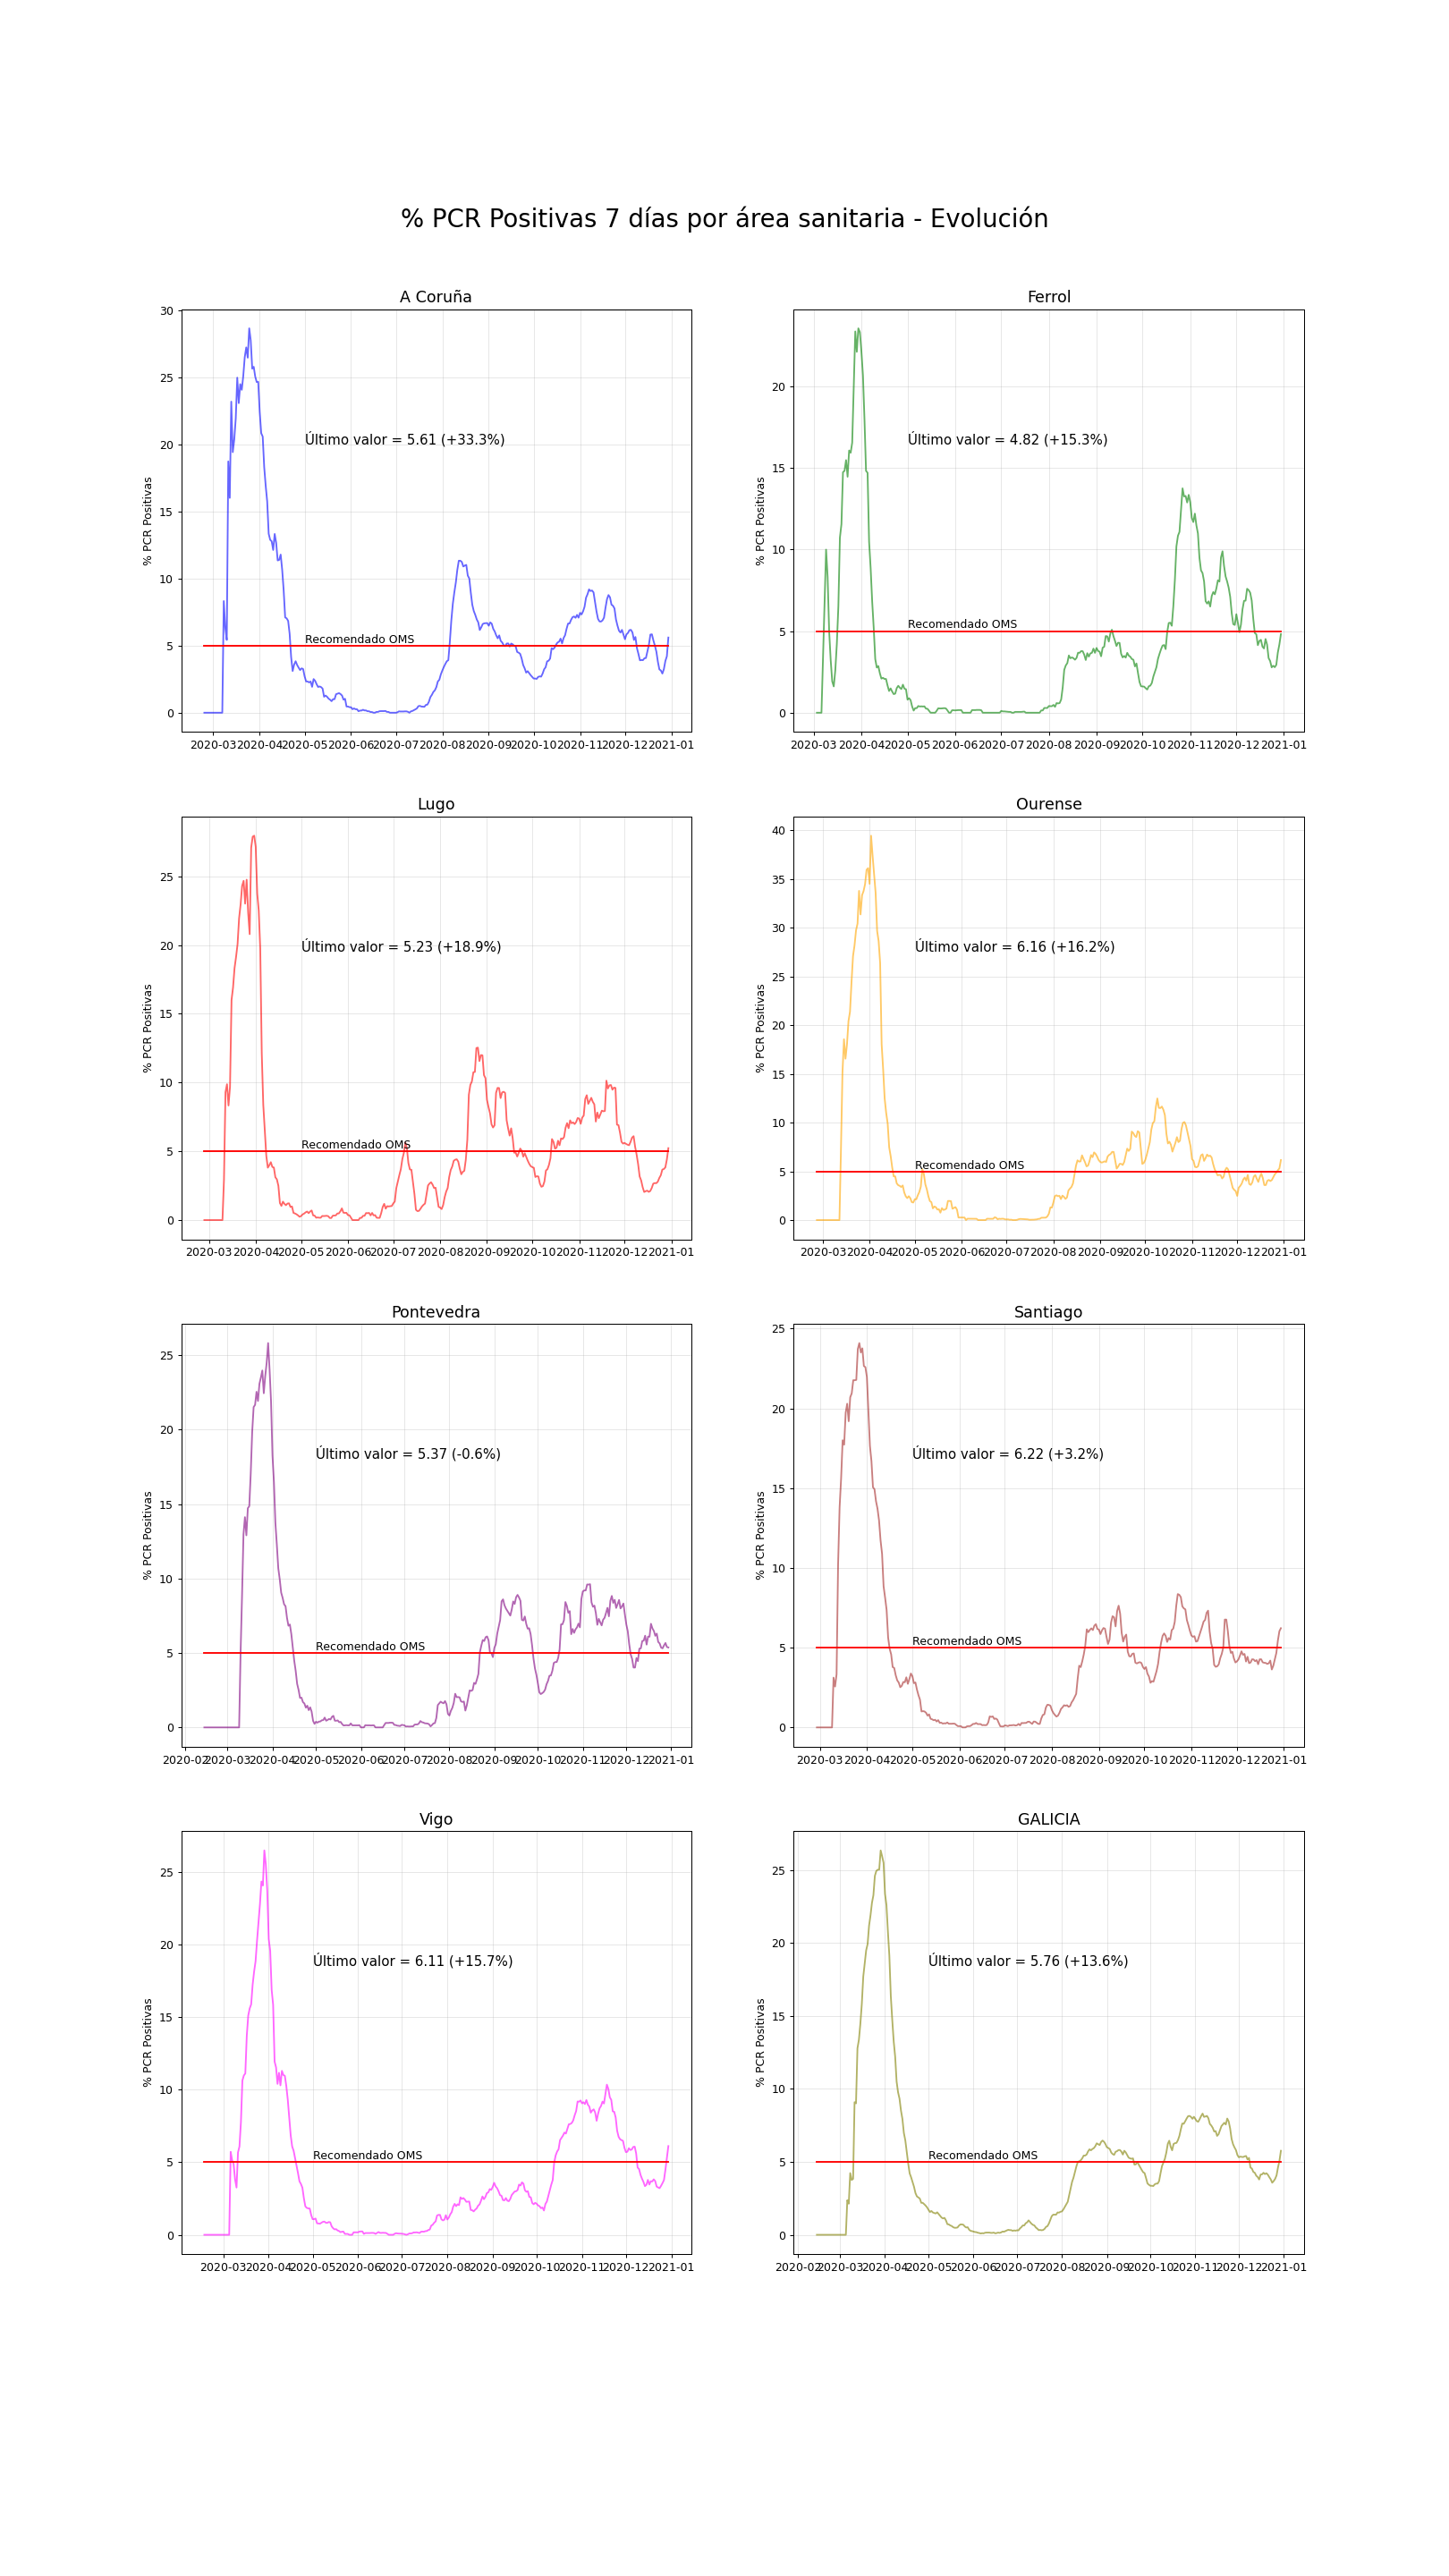 % PCR Positivas 7 días por área sanitaria - Evolución
A Coruña
% PCR Positivas
30
25
20
15
10
5
0
Último valor = 5.61 (+33.3%)
Recomendado OMS
2020-03 2020-04 2020-05 2020-06 2020-07 2020-08 2020-09 2020-10 2020-11 2020-12 2021-01
Ferrol
% PCR Positivas
20
15
10
5
0
Último valor = 4.82 (+15.3%)
Recomendado OMS
2020-03 2020-04 2020-05 2020-06 2020-07 2020-08 2020-09 2020-10 2020-11 2020-12 2021-01
Lugo
% PCR Positivas
25
20
15
10
5
0
Último valor = 5.23 (+18.9%)
Recomendado OMS
2020-03 2020-04 2020-05 2020-06 2020-07 2020-08 2020-09 2020-10 2020-11 2020-12 2021-01
Ourense
% PCR Positivas
40
35
30
25
20
15
10
5
0
Último valor = 6.16 (+16.2%)
Recomendado OMS
2020-03 2020-04 2020-05 2020-06 2020-07 2020-08 2020-09 2020-10 2020-11 2020-12 2021-01
Pontevedra
% PCR Positivas
25
20
15
10
5
0
Último valor = 5.37 (-0.6%)
Recomendado OMS
2020-02 2020-03 2020-04 2020-05 2020-06 2020-07 2020-08 2020-09 2020-10 2020-11 2020-12 2021-01
Santiago
% PCR Positivas
25
20
15
10
5
0
Último valor = 6.22 (+3.2%)
Recomendado OMS
2020-03 2020-04 2020-05 2020-06 2020-07 2020-08 2020-09 2020-10 2020-11 2020-12 2021-01
Vigo
% PCR Positivas
25
20
15
10
5
0
Último valor = 6.11 (+15.7%)
Recomendado OMS
2020-03 2020-04 2020-05 2020-06 2020-07 2020-08 2020-09 2020-10 2020-11 2020-12 2021-01
GALICIA
% PCR Positivas
25
20
15
10
5
0
Último valor = 5.76 (+13.6%)
Recomendado OMS
2020-02 2020-03 2020-04 2020-05 2020-06 2020-07 2020-08 2020-09 2020-10 2020-11 2020-12 2021-01